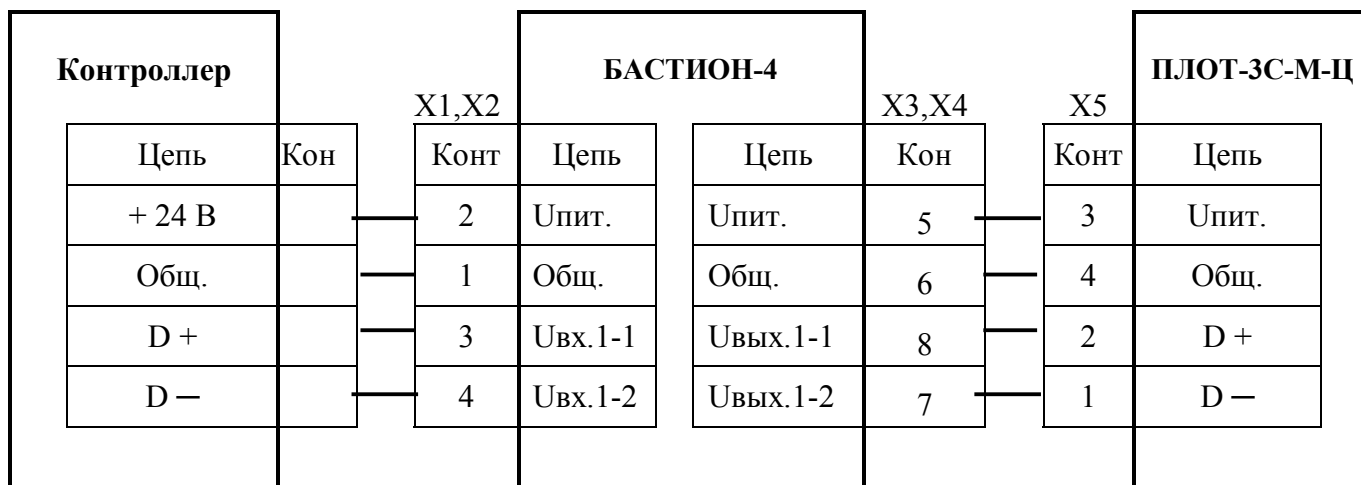 Контроллер БАСТИОН-4 ПЛОТ-3С-М-Ц
X1,X2 X3,X4 X5
Цепь Кон Конт Цепь Цепь Кон Конт Цепь
+ 24 В 2 Uпит. Uпит. 5 3 Uпит.
Общ. 1 Общ. Общ. 6 4 Общ.
D + 3 Uвх.1-1 Uвых.1-1 8 2 D +
D – 4 Uвх.1-2 Uвых.1-2 7 1 D –